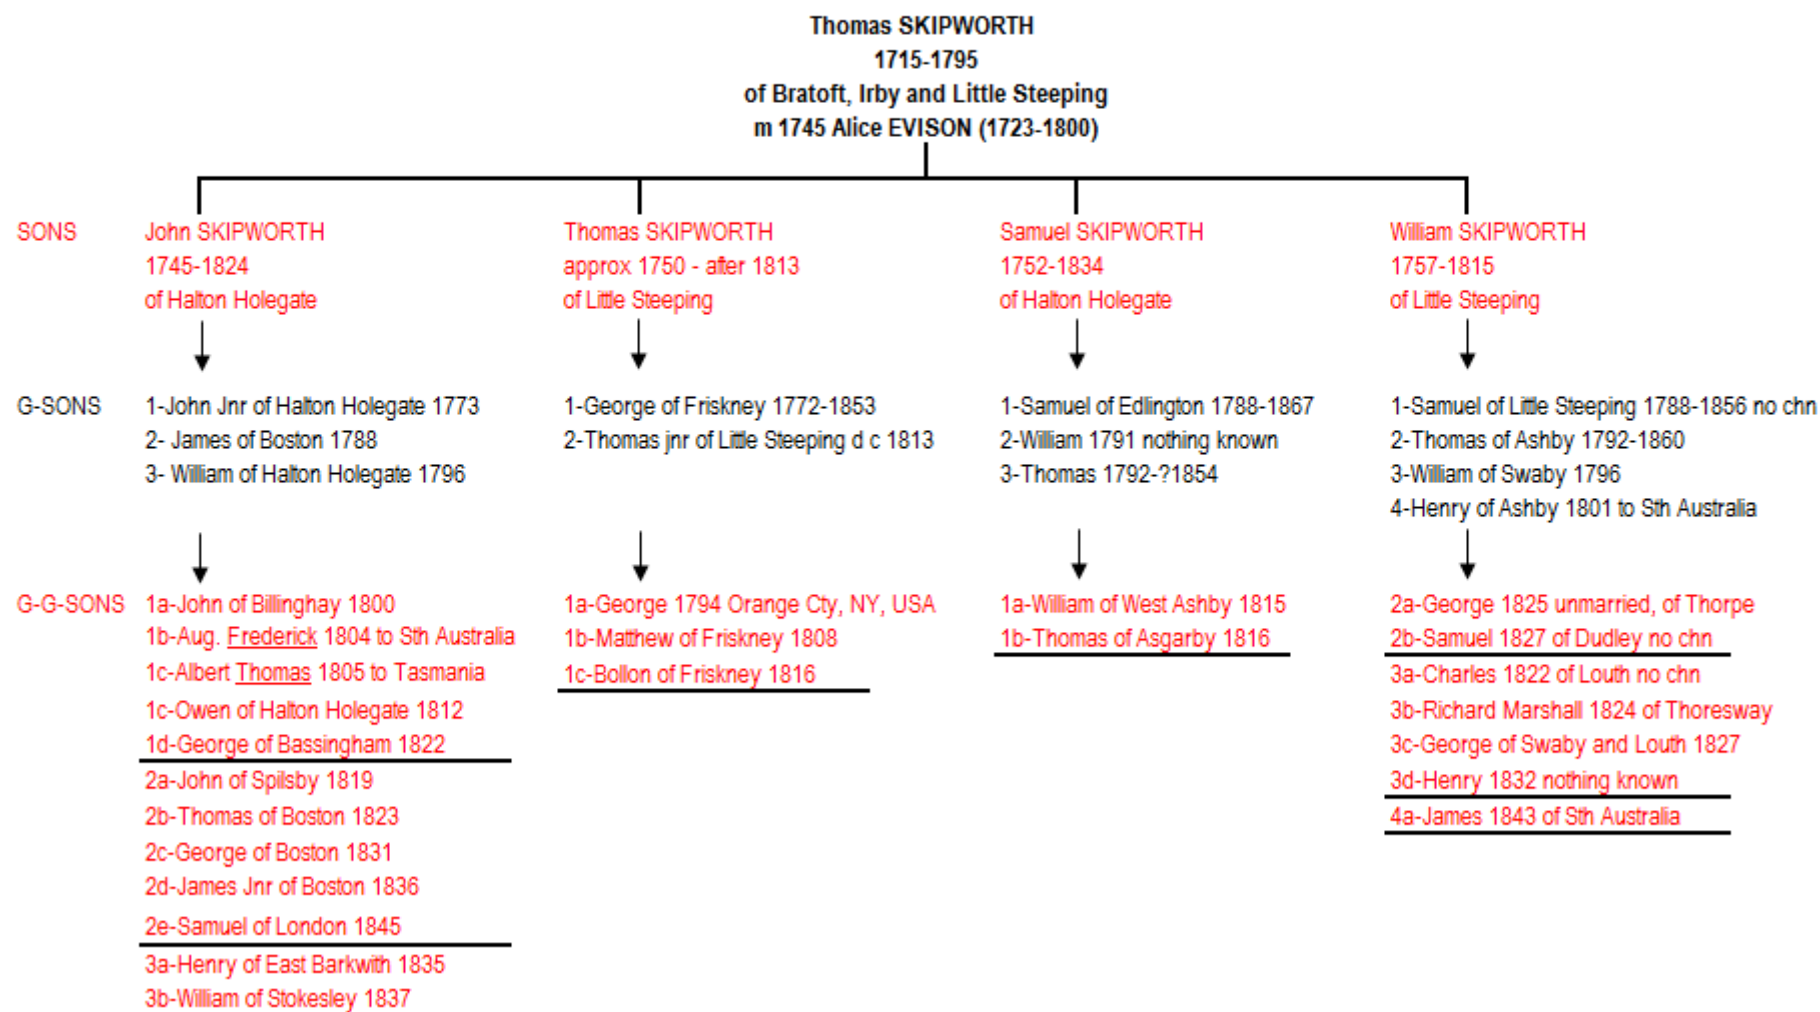 Thomas SKIPWORTH
1715-1795
of Bratoft, Irby and Little Steeping
m 1745 Alice EVISON (1723-1800)
SONS
John SKIPWORTH
1745-1824
of Halton Holegate
Thomas SKIPWORTH
approx 1750 - after 1813
of Little Steeping
Samuel SKIPWORTH
1752-1834
of Halton Holegate
William SKIPWORTH
1757-1815
of Little Steeping
G-SONS
1-John Jnr of Halton Holegate 1773
2- James of Boston 1788
3- William of Halton Holegate 1796
1-George of Friskney 1772-1853
2-Thomas jnr of Little Steeping d c 1813
1-Samuel of Edlington 1788-1867
2-William 1791 nothing known
3-Thomas 1792-?1854
1-Samuel of Little Steeping 1788-1856 no chn
2-Thomas of Ashby 1792-1860
3-William of Swaby 1796
4-Henry of Ashby 1801 to Sth Australia
G-G-SONS
1a-John of Billinghay 1800
1b-Aug. Frederick 1804 to Sth Australia
1c-Albert Thomas 1805 to Tasmania
1c-Owen of Halton Holegate 1812
1d-George of Bassingham 1822
2a-John of Spilsby 1819
2b-Thomas of Boston 1823
2c-George of Boston 1831
2d-James Jnr of Boston 1836
2e-Samuel of London 1845
3a-Henry of East Barkwith 1835
3b-William of Stokesley 1837
1a-George 1794 Orange Cty, NY, USA
1b-Matthew of Friskney 1808
1c-Bollon of Friskney 1816
1a-William of West Ashby 1815
1b-Thomas of Asgarby 1816
2a-George 1825 unmarried, of Thorpe
2b-Samuel 1827 of Dudley no chn
3a-Charles 1822 of Louth no chn
3b-Richard Marshall 1824 of Thoresway
3c-George of Swaby and Louth 1827
3d-Henry 1832 nothing known
4a-James 1843 of Sth Australia